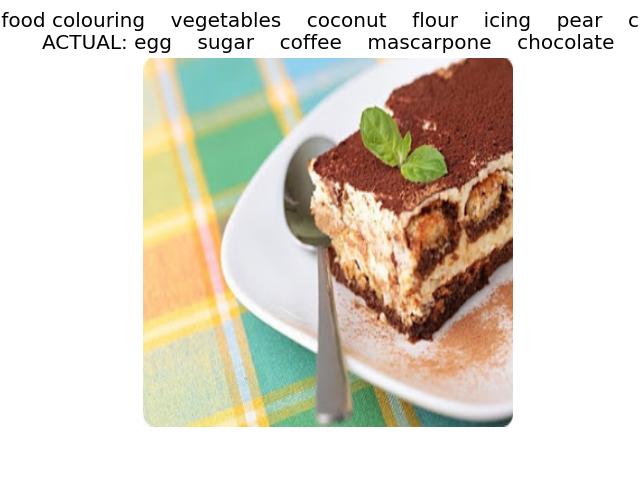 food colouring vegetables coconut flour icing pear c
ACTUAL: egg sugar coffee mascarpone chocolate